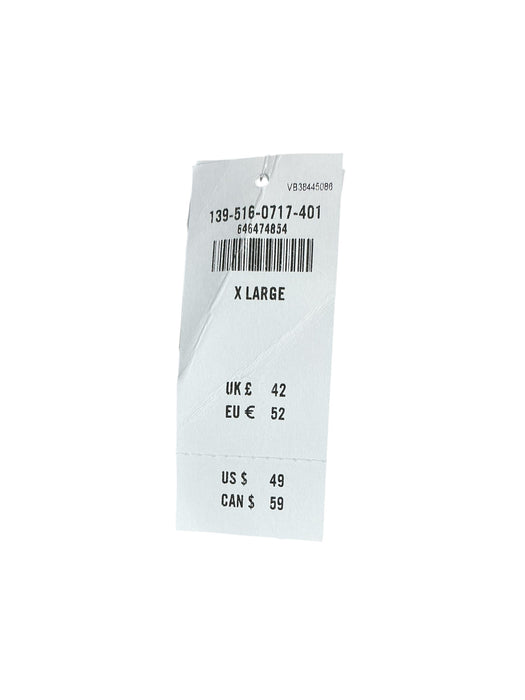 VB38445086
139-516-0717-401
646474854
X LARGE
UK £ 42
EU € 52
US $ 49
CAN $ 59